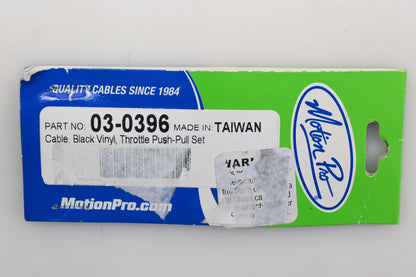 QUALITY CABLES SINCE 1984
PART NO. 03-0396 MADE IN: TAIWAN
Cable, Black Vinyl, Throttle Push-Pull Set
Motion Pro
MotionPro.com